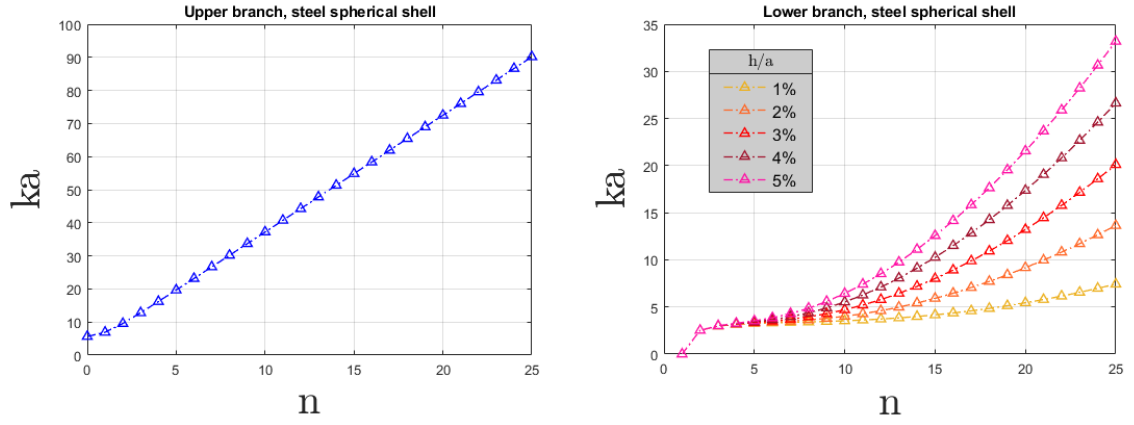 Upper branch, steel spherical shell
100
90
80
70
60
50
40
30
20
10
0
ka
0 5 10 15 20 25
n
Lower branch, steel spherical shell
35
30
25
20
15
10
5
0
ka
h/a
1%
2%
3%
4%
5%
0 5 10 15 20 25
n